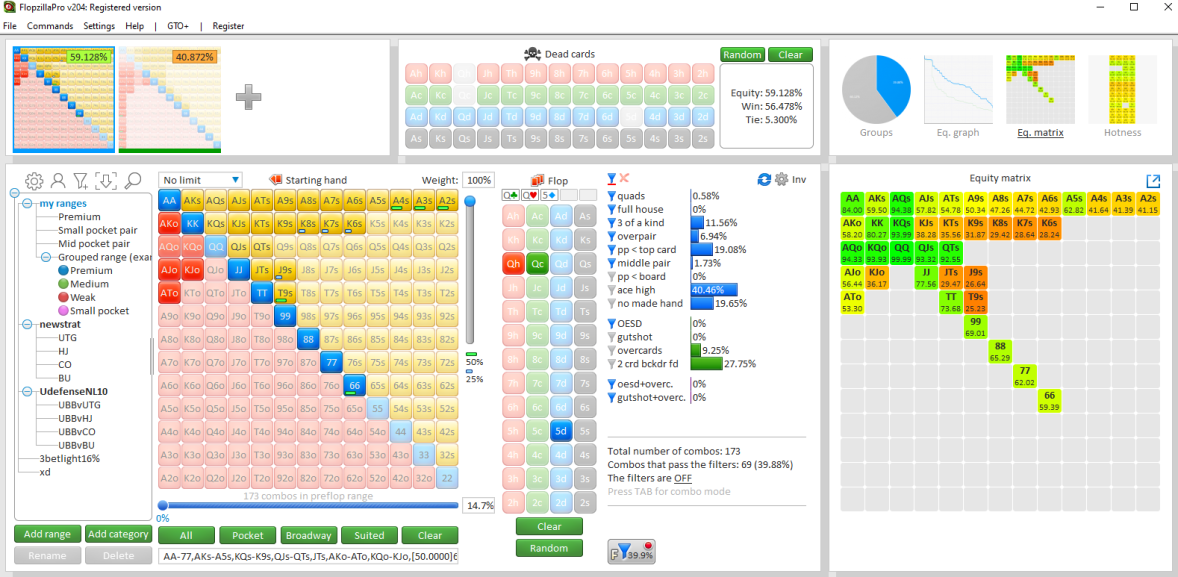 FlopzillaPro v204: Registered version
File Commands Settings Help | GTO+ | Register
59.128%
40.872%
Dead cards
Random Clear
Ah Kh Jh Th 9h 8h 7h 6h 5h 4h 3h 2h
Ac Kc Jc Tc 9c 8c 7c 6c 5c 4c 3c 2c
Ad Kd Qd Jd Td 9d 8d 7d 6d 4d 3d 2d
As Ks Qs Js Ts 9s 8s 7s 6s 5s 4s 3s 2s
Equity: 59.128%
Win: 56.478%
Tie: 5.300%
Groups
Eq. graph
Eq. matrix
Hotness
my ranges
Premium
Small pocket pair
Mid pocket pair
Grouped range (exar
Premium
Medium
Weak
Small pocket
newstrat
UTG
HJ
CO
BU
UdefenseNL10
UBBvUTG
UBBvHJ
UBBvCO
UBBvBU
3betlight16%
xd
Add range Add category
Rename Delete
No limit
Starting hand
Weight: 100%
AA AKs AQs AJs ATs A9s A8s A7s A6s A5s A4s A3s A2s
AKo KK KQs KJs KTs K9s K8s K7s K6s K5s K4s K3s K2s
AQo KQo QQ QJs QTs Q9s Q8s Q7s Q6s Q5s Q4s Q3s Q2s
AJo KJo QJo JJ JTs J9s J8s J7s J6s J5s J4s J3s J2s
ATo KTo QTo JTo TT T9s T8s T7s T6s T5s T4s T3s T2s
A9o K9o Q9o J9o T9o 99 98s 97s 96s 95s 94s 93s 92s
A8o K8o Q8o J8o T8o 98o 88 87s 86s 85s 84s 83s 82s
A7o K7o Q7o J7o T7o 97o 87o 77 76s 75s 74s 73s 72s
A6o K6o Q6o J6o T6o 96o 86o 76o 66 65s 64s 63s 62s
A5o K5o Q5o J5o T5o 95o 85o 75o 65o 55 54s 53s 52s
A4o K4o Q4o J4o T4o 94o 84o 74o 64o 54o 44 43s 42s
A3o K3o Q3o J3o T3o 93o 83o 73o 63o 53o 43o 33 32s
A2o K2o Q2o J2o T2o 92o 82o 72o 62o 52o 42o 32o 22
50%
25%
173 combos in preflop range
14.7%
0%
All Pocket Broadway Suited Clear
AA-77,AKs-A5s,KQs-K9s,QJs-QTs,JTs,AKo-ATo,KQo-KJo,[50.0000]6
Flop
Q♣ Q♥ 5♦
Ah Ac Ad As
Kh Kc Kd Ks
Qh Qc Qd Qs
Jh Jc Jd Js
Th Tc Td Ts
9h 9c 9d 9s
8h 8c 8d 8s
7h 7c 7d 7s
6h 6c 6d 6s
5h 5c 5d 5s
4h 4c 4d 4s
3h 3c 3d 3s
2h 2c 2d 2s
Clear
Random
Inv
quads 0.58%
full house 0%
3 of a kind 11.56%
overpair 6.94%
pp < top card 19.08%
middle pair 1.73%
pp < board 0%
ace high 40.46%
no made hand 19.65%
OESD 0%
gutshot 0%
overcards 9.25%
2 crd bckdr fd 27.75%
oesd+overc. 0%
gutshot+overc. 0%
Total number of combos: 173
Combos that pass the filters: 69 (39.88%)
The filters are OFF
Press TAB for combo mode
F 39.9%
Equity matrix
AA AKs AQs AJs ATs A9s A8s A7s A6s A5s A4s A3s A2s
84.00 59.50 94.38 57.82 54.78 50.34 47.26 44.72 42.93 62.82 41.64 41.39 41.15
AKo KK KQs KJs KTs K9s K8s K7s K6s
58.20 80.27 93.99 38.28 35.56 31.87 29.42 28.64 28.24
AQo KQo QQ QJs QTs
94.33 93.93 99.99 93.32 92.55
AJo KJo JJ JTs J9s
56.44 36.17 77.56 29.47 26.64
ATo TT T9s
53.30 73.68 25.23
99
69.01
88
65.29
77
62.02
66
59.39